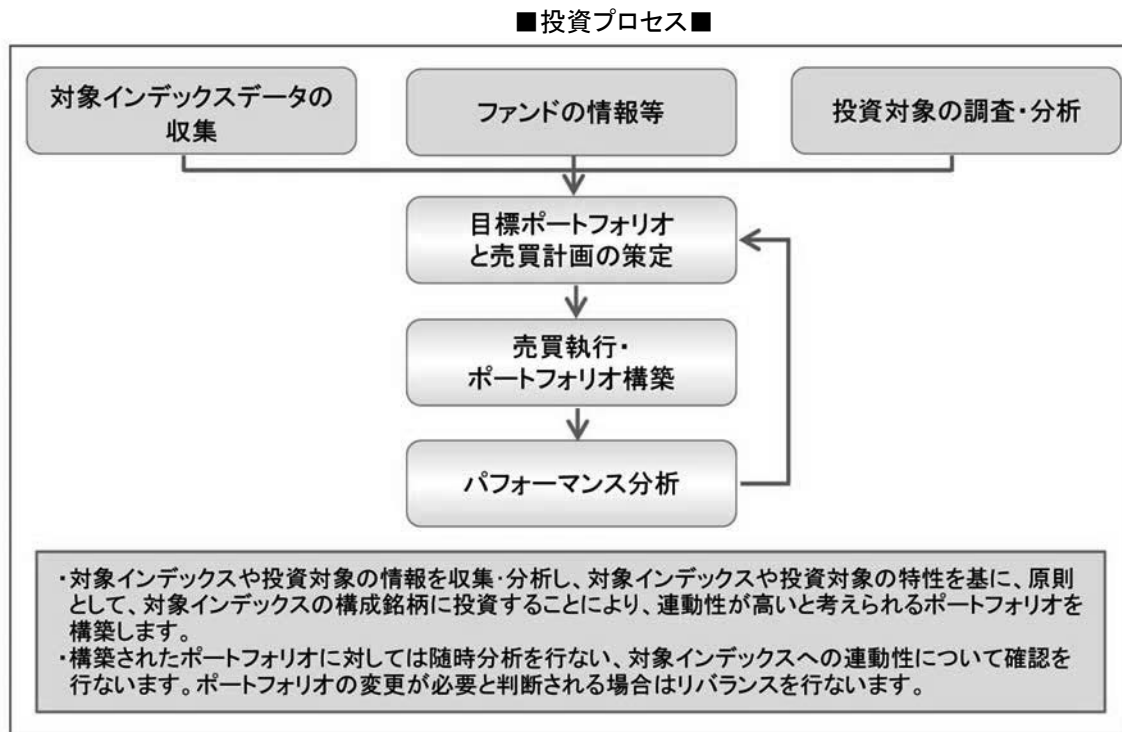 ■投資プロセス■
対象インデックスデータの
収集
ファンドの情報等
投資対象の調査・分析
目標ポートフォリオ
と売買計画の策定
売買執行・
ポートフォリオ構築
パフォーマンス分析
・対象インデックスや投資対象の情報を収集・分析し、対象インデックスや投資対象の特性を基に、原則
として、対象インデックスの構成銘柄に投資することにより、連動性が高いと考えられるポートフォリオを
構築します。
・構築されたポートフォリオに対しては随時分析を行ない、対象インデックスへの連動性について確認を
行ないます。ポートフォリオの変更が必要と判断される場合はリバランスを行ないます。